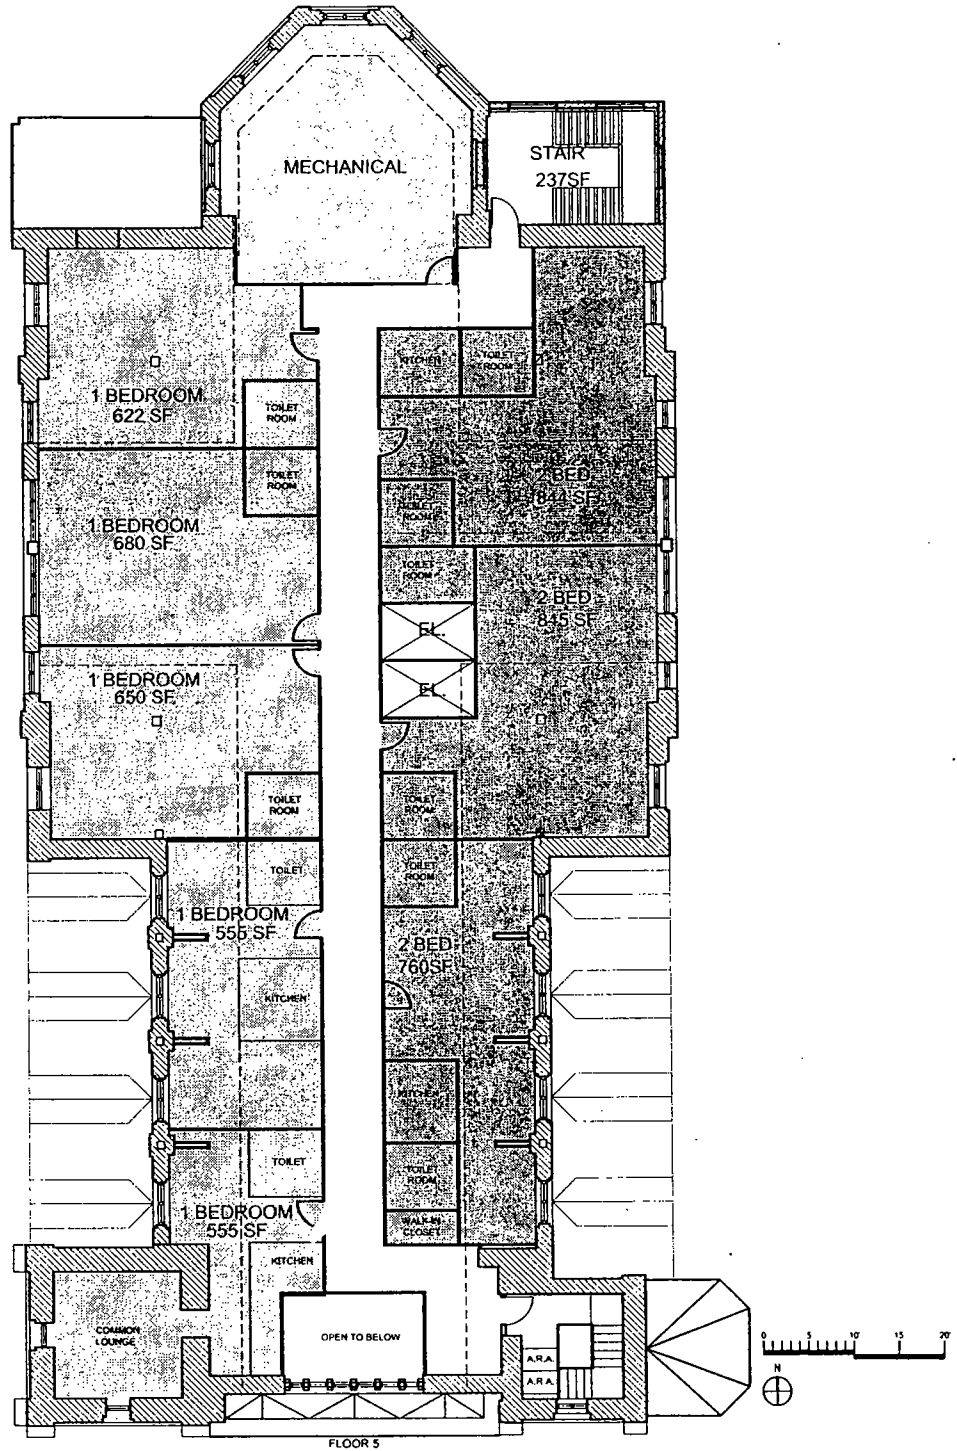 MECHANICAL
STAIR
237SF
KITCHEN
TOILET
ROOM
1 BEDROOM
622 SF
TOILET
ROOM
TOILET
ROOM
2 BED
844 SF
1 BEDROOM
680 SF
TOILET
ROOM
TOILET
ROOM
2 BED
845 SF
EL.
1 BEDROOM
650 SF
EL.
TOILET
ROOM
TOILET
ROOM
TOILET
TOILET
ROOM
1 BEDROOM
555 SF
2 BED
760SF
KITCHEN
KITCHEN
TOILET
TOILET
ROOM
1 BEDROOM
555 SF
WALK-IN
CLOSET
KITCHEN
COMMON
LOUNGE
OPEN TO BELOW
A.R.A.
A.R.A.
0 5 10' 15 20'
N
FLOOR 5